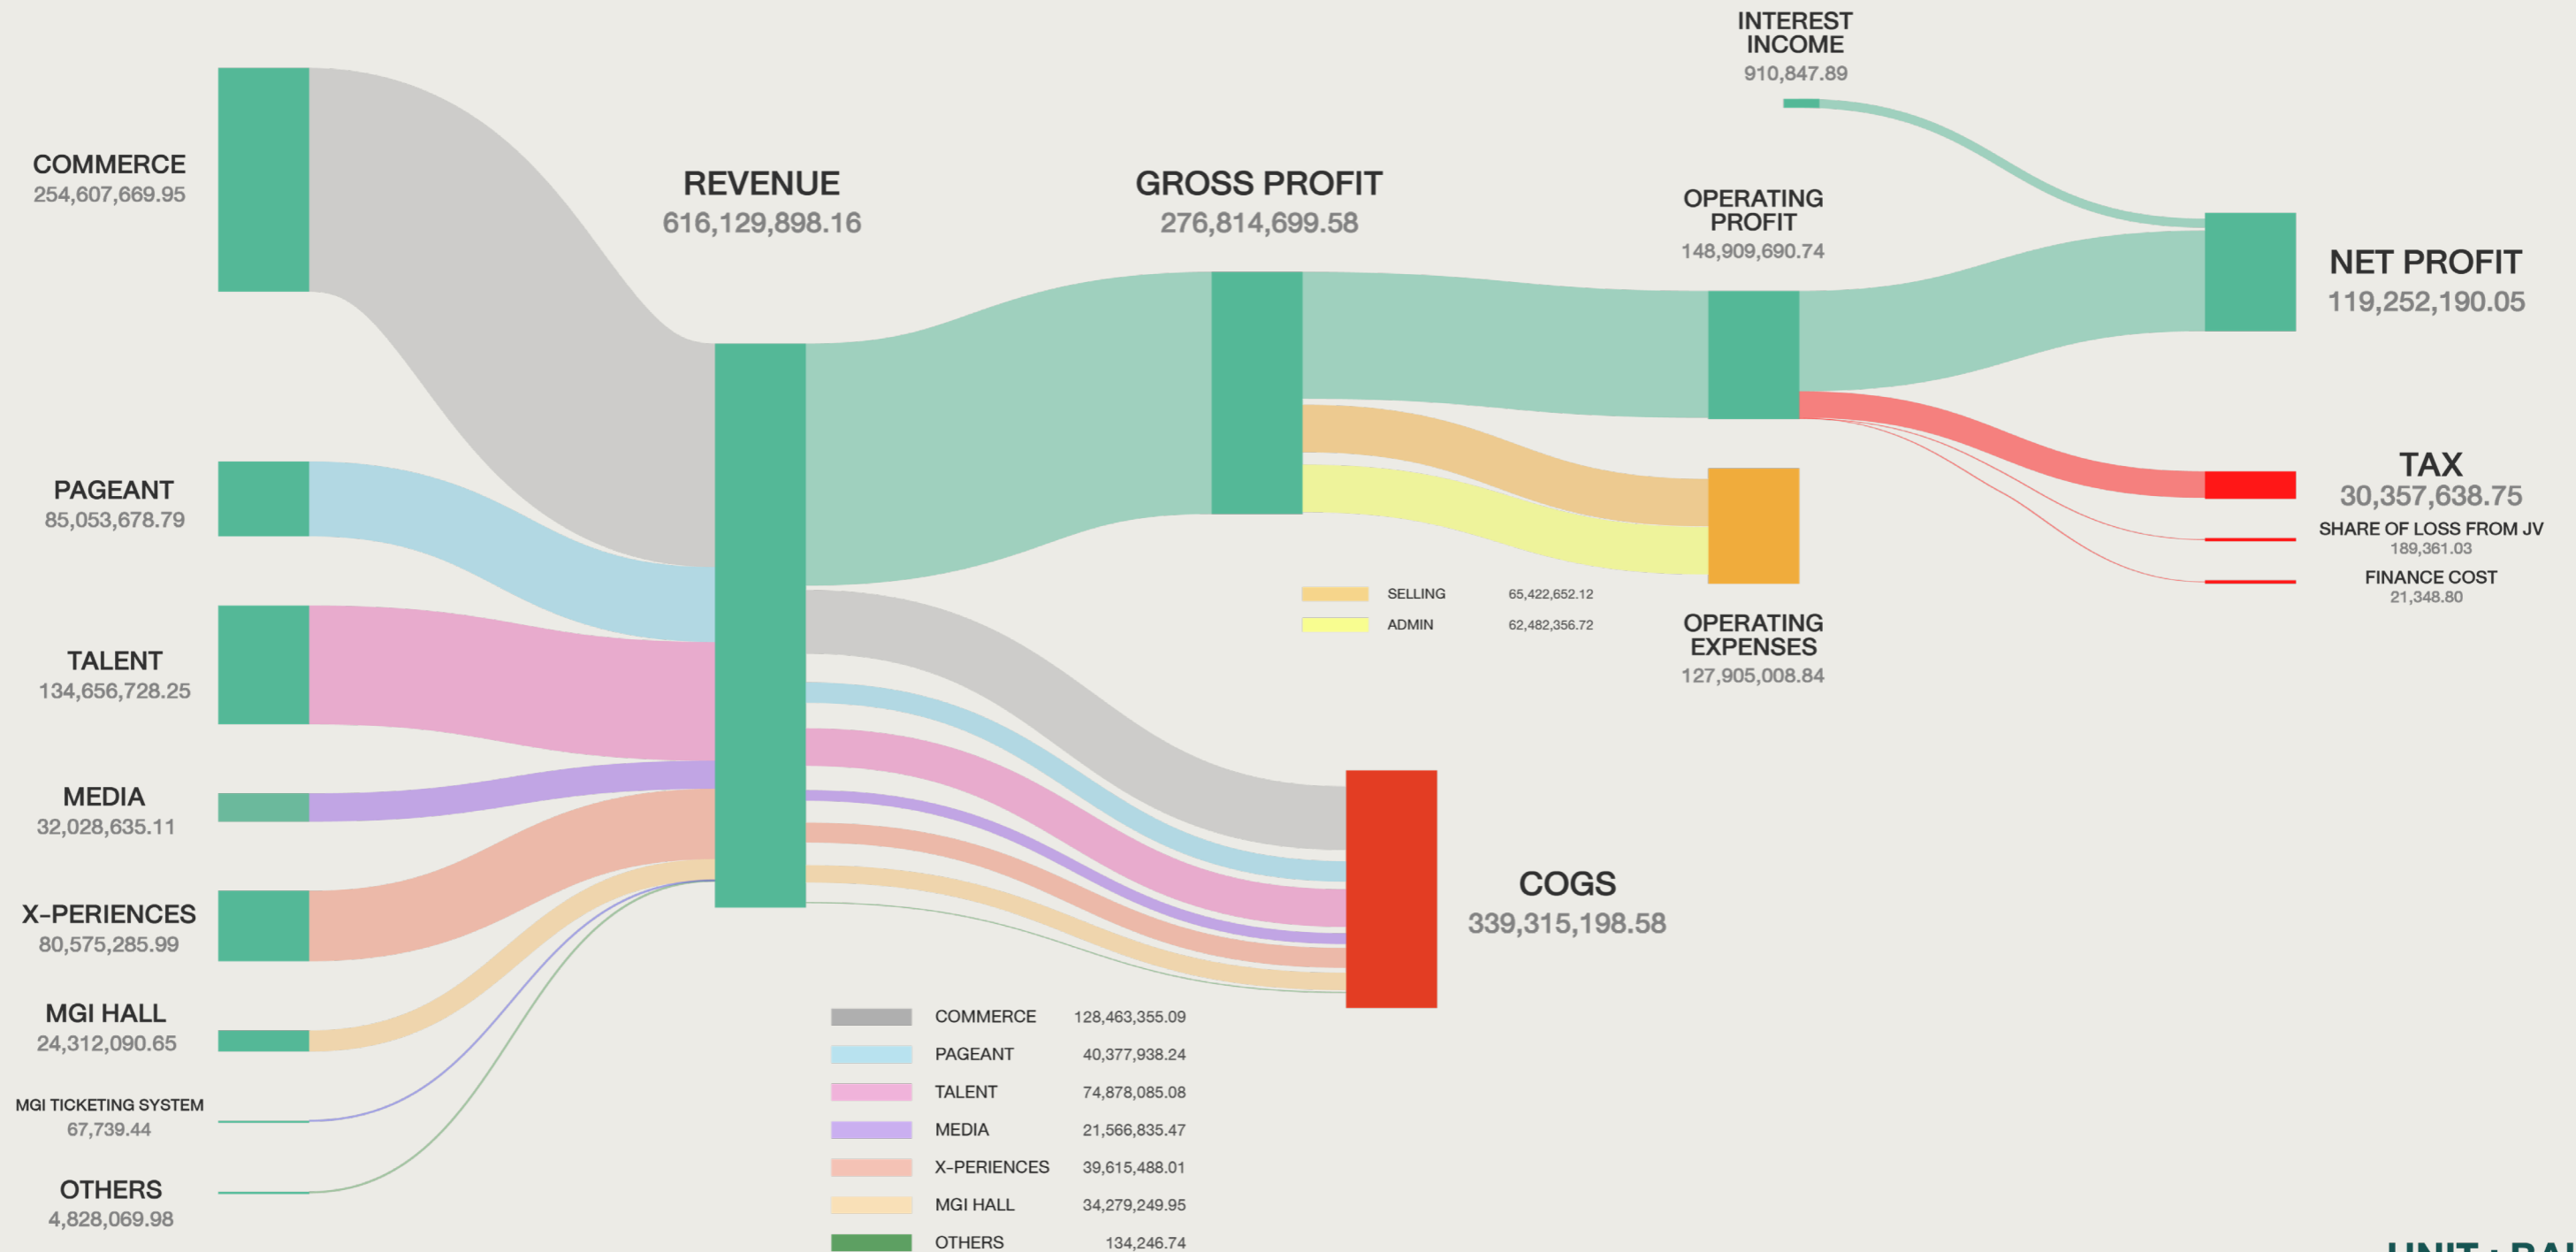 INTEREST
INCOME
910,847.89
COMMERCE
254,607,669.95
REVENUE
616,129,898.16
GROSS PROFIT
276,814,699.58
OPERATING
PROFIT
148,909,690.74
NET PROFIT
119,252,190.05
PAGEANT
85,053,678.79
TAX
30,357,638.75
SHARE OF LOSS FROM JV
189,361.03
FINANCE COST
21,348.80
SELLING 65,422,652.12
ADMIN 62,482,356.72
OPERATING
EXPENSES
127,905,008.84
TALENT
134,656,728.25
MEDIA
32,028,635.11
X-PERIENCES
80,575,285.99
COGS
339,315,198.58
MGI HALL
24,312,090.65
MGI TICKETING SYSTEM
67,739.44
OTHERS
4,828,069.98
COMMERCE 128,463,355.09
PAGEANT 40,377,938.24
TALENT 74,878,085.08
MEDIA 21,566,835.47
X-PERIENCES 39,615,488.01
MGI HALL 34,279,249.95
OTHERS 134,246.74